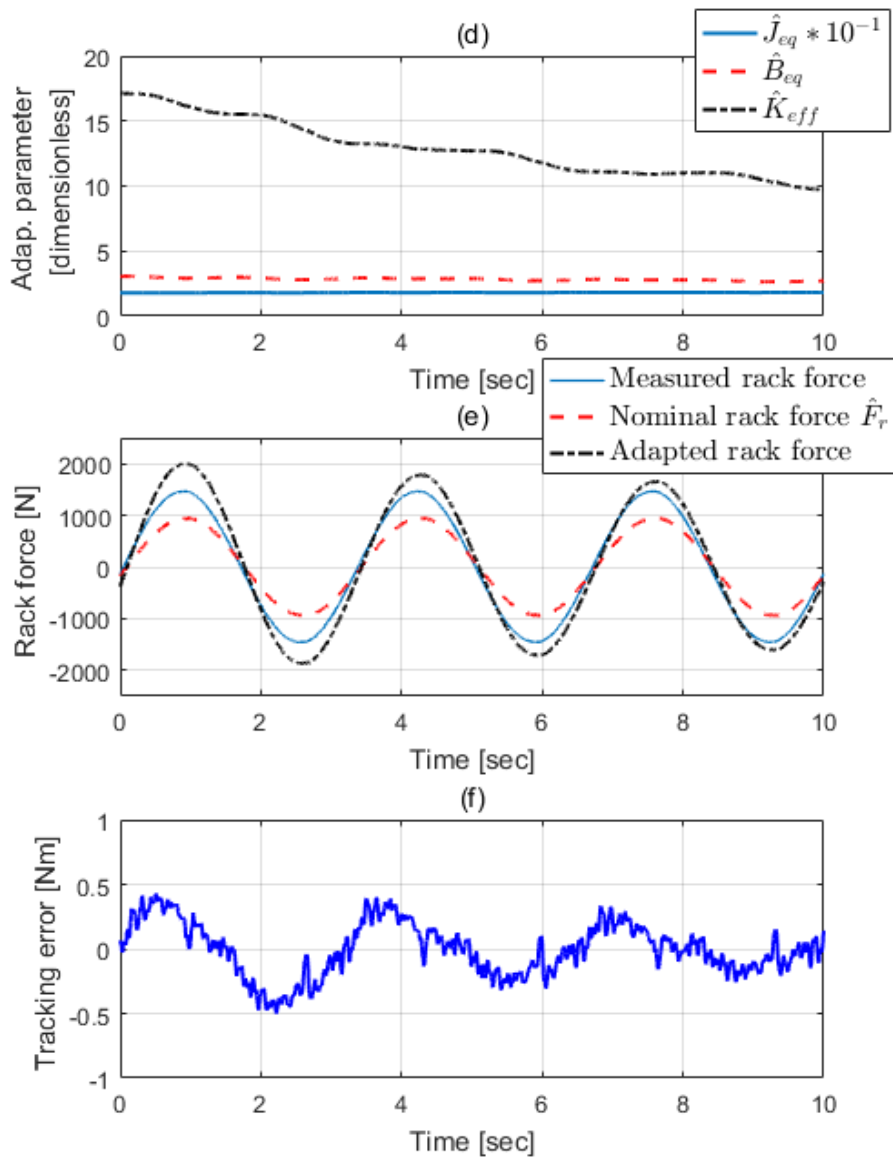 (d)
Ĵ_eq * 10⁻¹
B̂_eq
K̂_eff
Adap. parameter
[dimensionless]
20
15
10
5
0
0 2 4 6 8 10
Time [sec]
Measured rack force
Nominal rack force F̂_r
Adapted rack force
(e)
Rack force [N]
2000
1000
0
-1000
-2000
0 2 4 6 8 10
Time [sec]
(f)
Tracking error [Nm]
1
0.5
0
-0.5
-1
0 2 4 6 8 10
Time [sec]